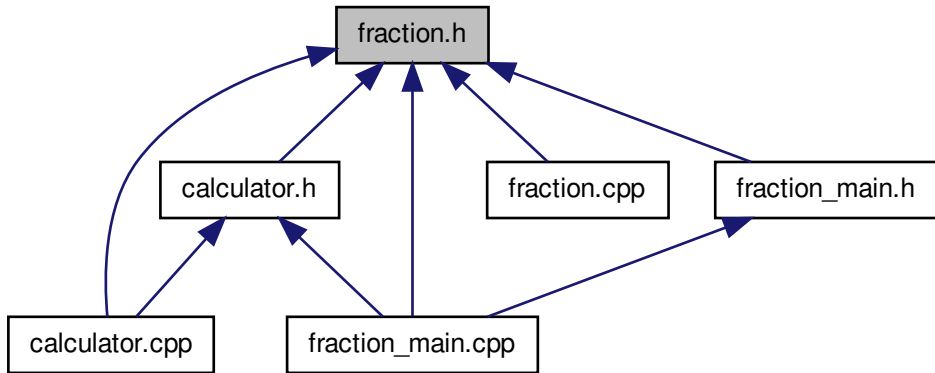 fraction.h
calculator.h
fraction.cpp
fraction_main.h
calculator.cpp
fraction_main.cpp